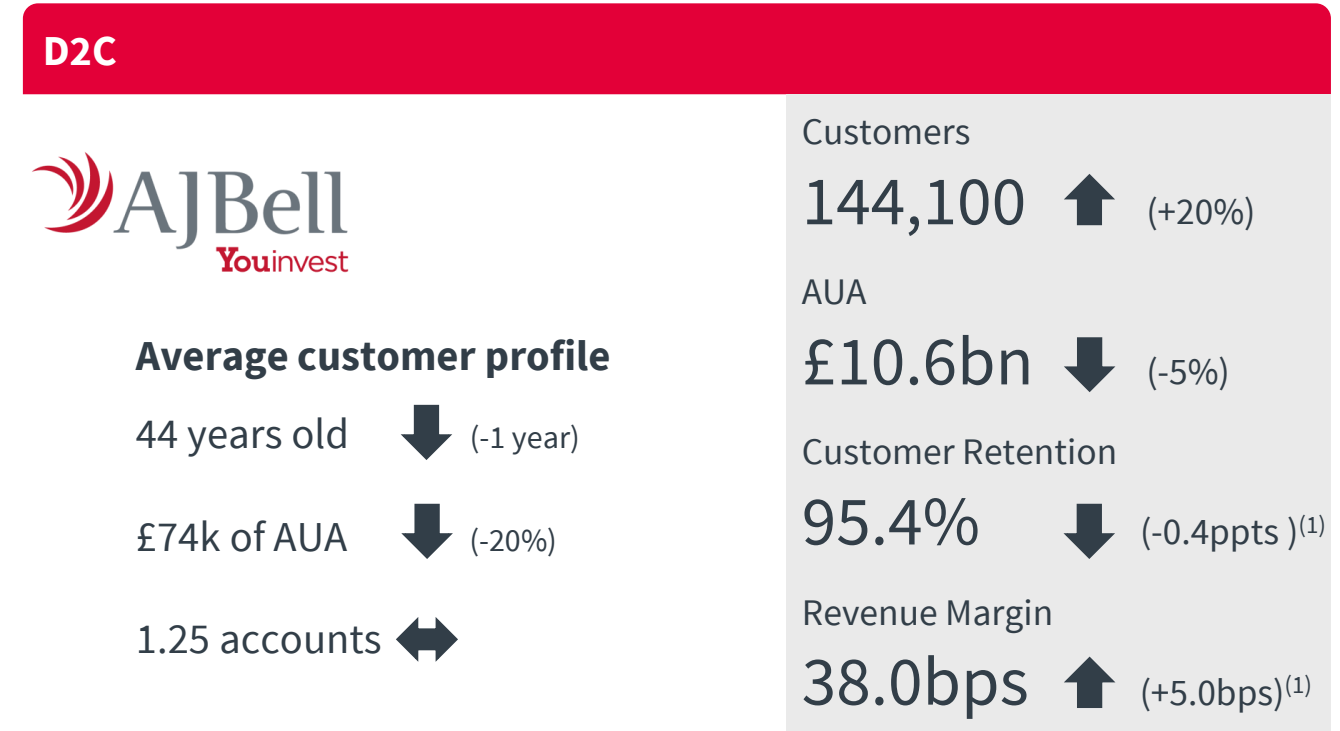 D2C
AJBell
Youinvest
Average customer profile
44 years old (-1 year)
£74k of AUA (-20%)
1.25 accounts
Customers
144,100 (+20%)
AUA
£10.6bn (-5%)
Customer Retention
95.4% (-0.4ppts )(1)
Revenue Margin
38.0bps (+5.0bps)(1)